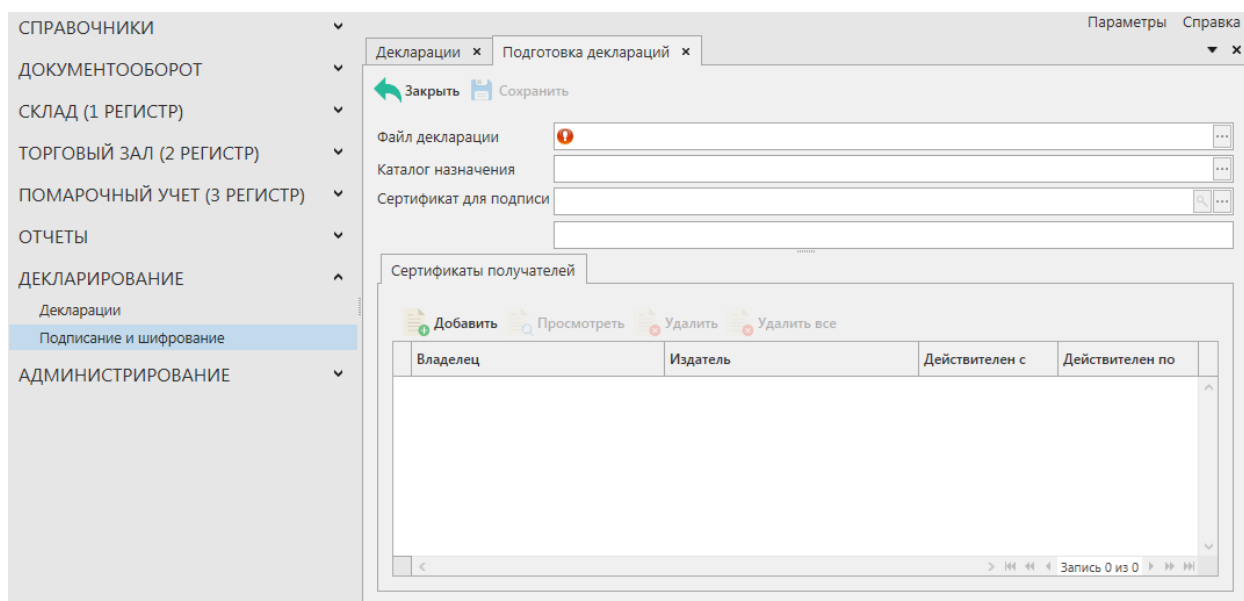 Параметры Справка
СПРАВОЧНИКИ
ДОКУМЕНТООБОРОТ
СКЛАД (1 РЕГИСТР)
ТОРГОВЫЙ ЗАЛ (2 РЕГИСТР)
ПОМАРОЧНЫЙ УЧЕТ (3 РЕГИСТР)
ОТЧЕТЫ
ДЕКЛАРИРОВАНИЕ
Декларации
Подписание и шифрование
АДМИНИСТРИРОВАНИЕ
Декларации Подготовка деклараций
Закрыть Сохранить
Файл декларации
Каталог назначения
Сертификат для подписи
Сертификаты получателей
Добавить Просмотреть Удалить Удалить все
Владелец Издатель Действителен с Действителен по
Запись 0 из 0